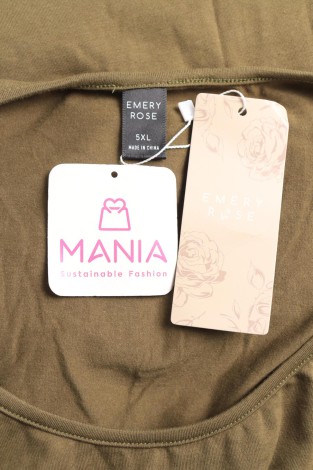 EMERY
ROSE
5XL
MADE IN CHINA
MANIA
Sustainable Fashion
EMERY
ROSE